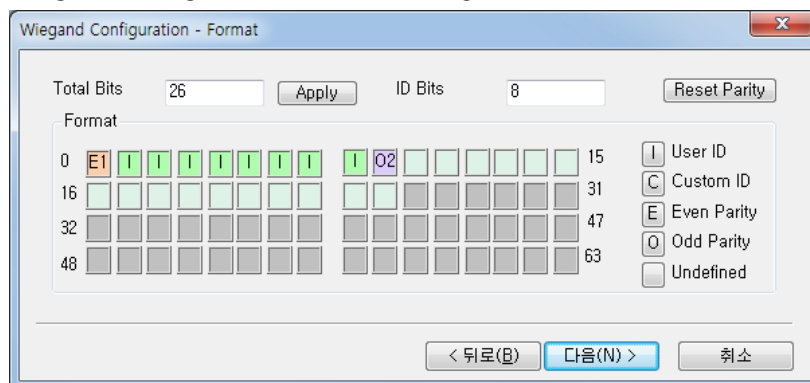 Wiegand Configuration - Format
Total Bits 26 Apply ID Bits 8 Reset Parity
Format
0 E1 I I I I I I I I O2 15
16 31
32 47
48 63
I User ID
C Custom ID
E Even Parity
O Odd Parity
Undefined
< 뒤로(B) 다음(N) > 취소